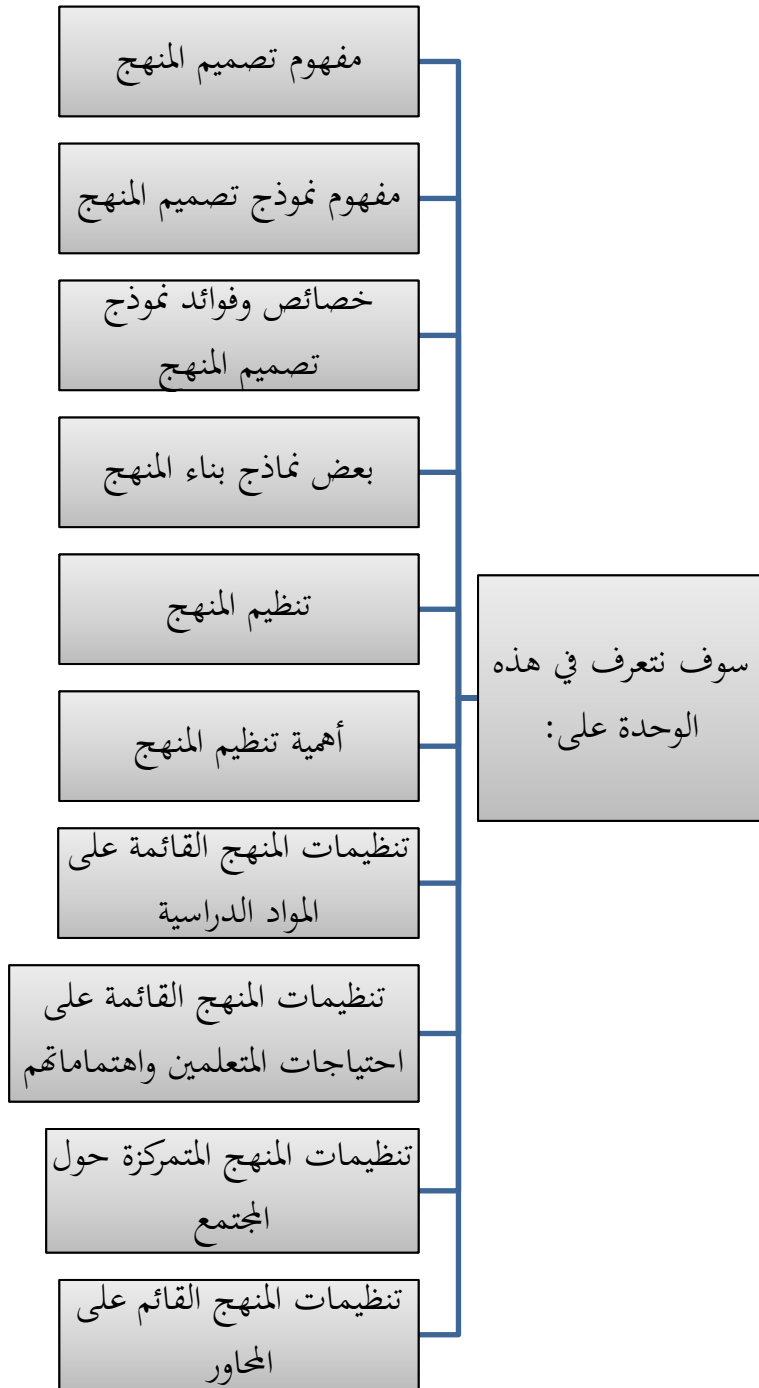 سوف نتعرف في هذه
الوحدة على:
مفهوم تصميم المنهج
مفهوم نموذج تصميم المنهج
خصائص وفوائد نموذج
تصميم المنهج
بعض نماذج بناء المنهج
تنظيم المنهج
أهمية تنظيم المنهج
تنظيمات المنهج القائمة على
المواد الدراسية
تنظيمات المنهج القائمة على
احتياجات المتعلمين واهتماماتهم
تنظيمات المنهج المتمركزة حول
المجتمع
تنظيمات المنهج القائم على
المحاور